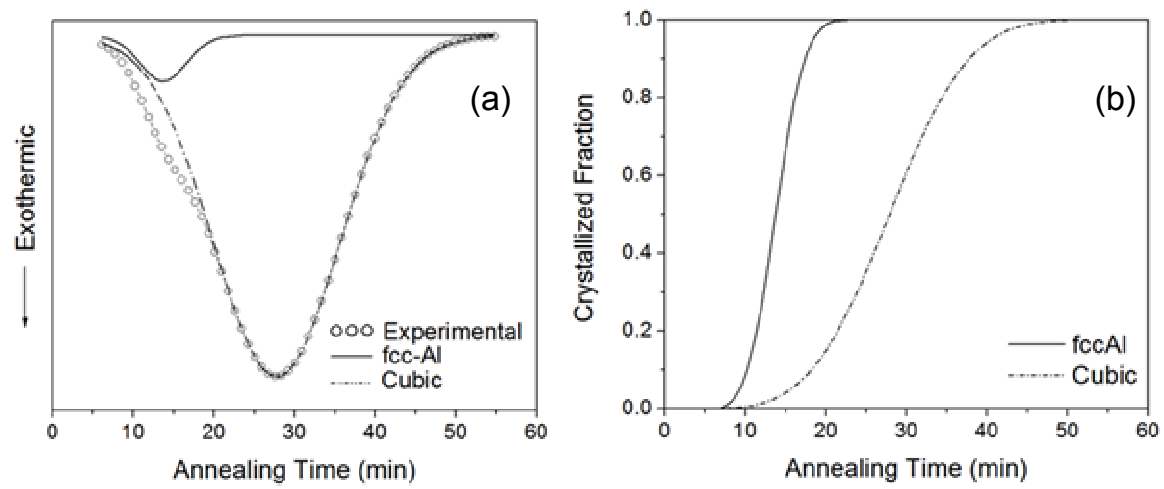 (a)
Exothermic
Experimental
fcc-Al
Cubic
0 10 20 30 40 50 60
Annealing Time (min)
(b)
Crystallized Fraction
1.0
0.8
0.6
0.4
0.2
0.0
fccAl
Cubic
0 10 20 30 40 50 60
Annealing Time (min)